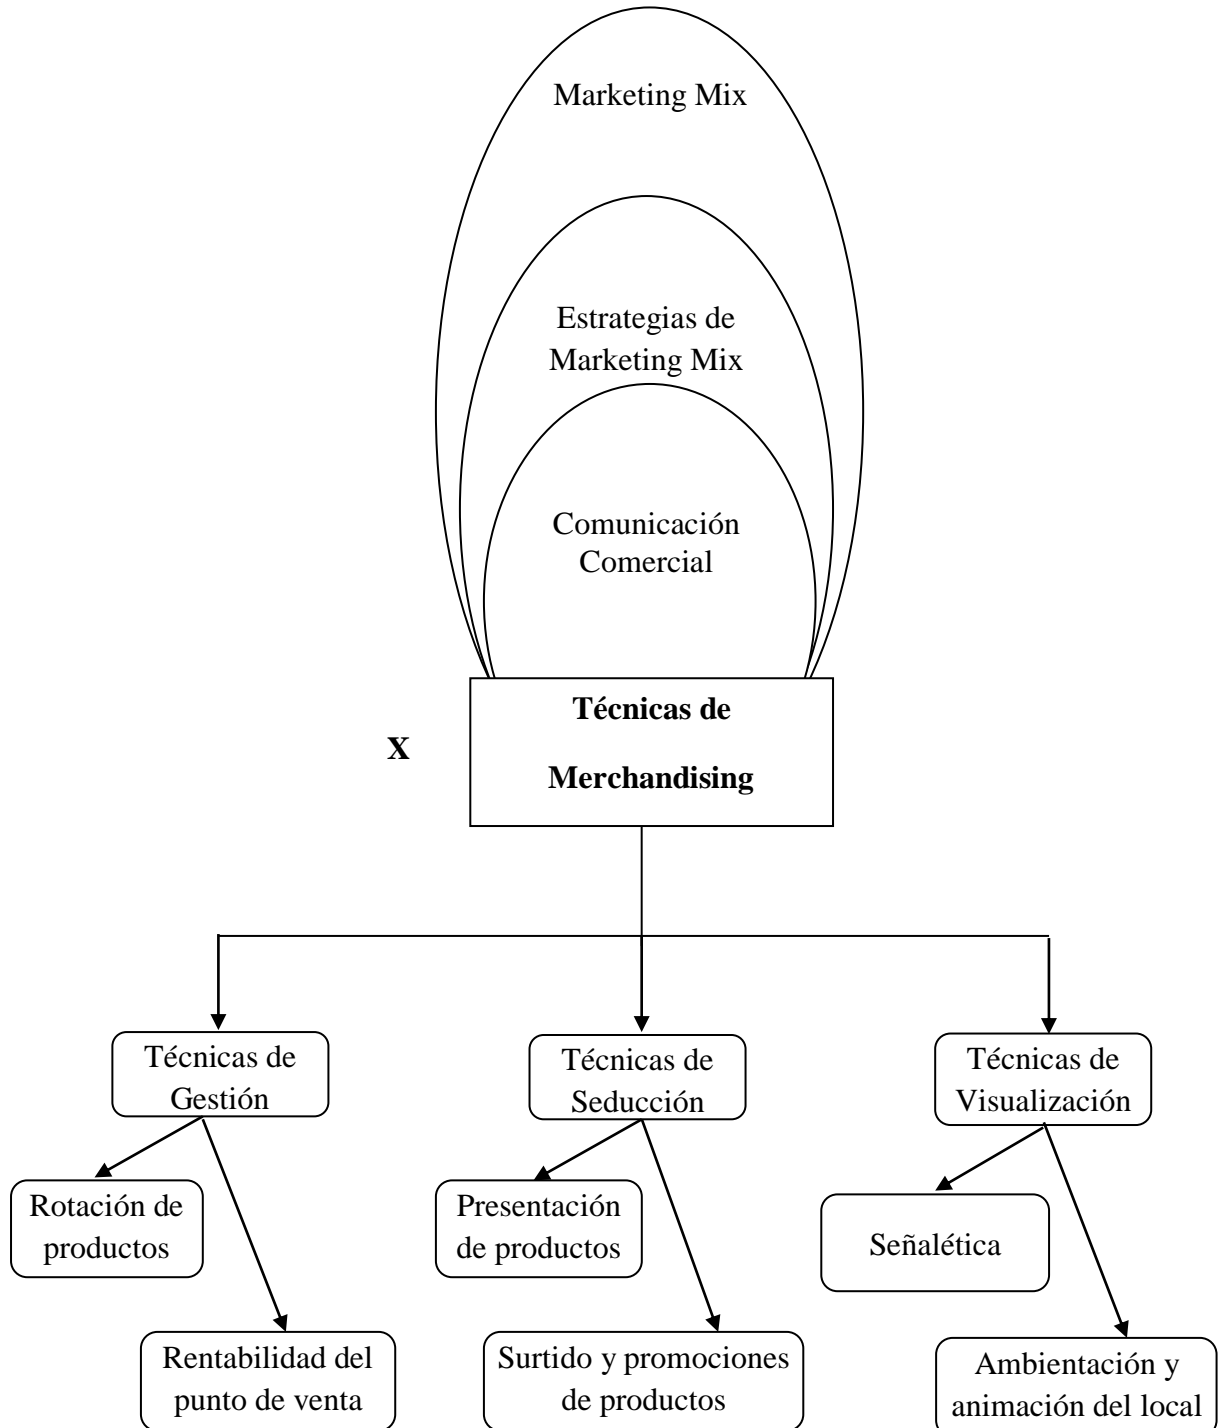 Marketing Mix
Estrategias de
Marketing Mix
Comunicación
Comercial
Técnicas de
X
Merchandising
Técnicas de
Gestión
Técnicas de
Seducción
Técnicas de
Visualización
Rotación de
productos
Presentación
de productos
Señalética
Rentabilidad del
punto de venta
Surtido y promociones
de productos
Ambientación y
animación del local